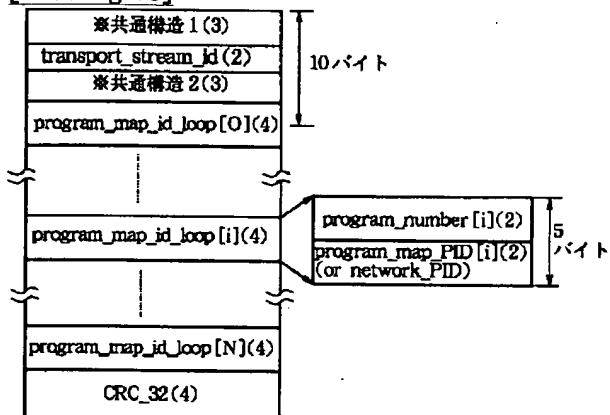 ※共通構造1(3)
transport_stream_id(2)
※共通構造2(3)
program_map_id_loop[0](4)
10バイト
program_map_id_loop[i](4)
program_number[i](2)
program_map_PID[i](2)
(or network_PID)
5
バイト
program_map_id_loop[N](4)
CRC_32(4)